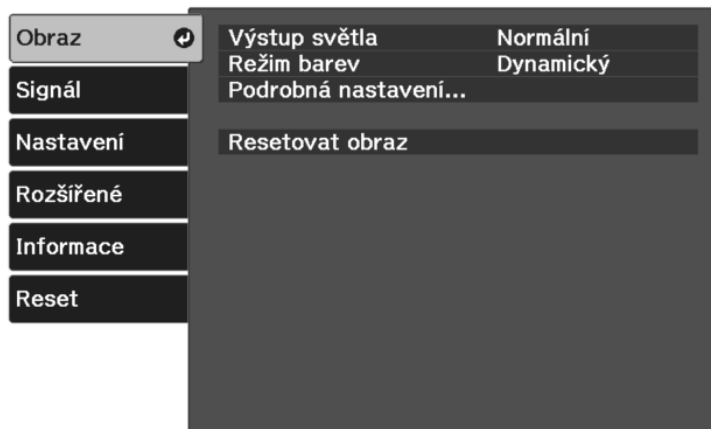 Obraz
Signál
Nastavení
Rozšířené
Informace
Reset
Výstup světla Normální
Režim barev Dynamický
Podrobná nastavení...
Resetovat obraz